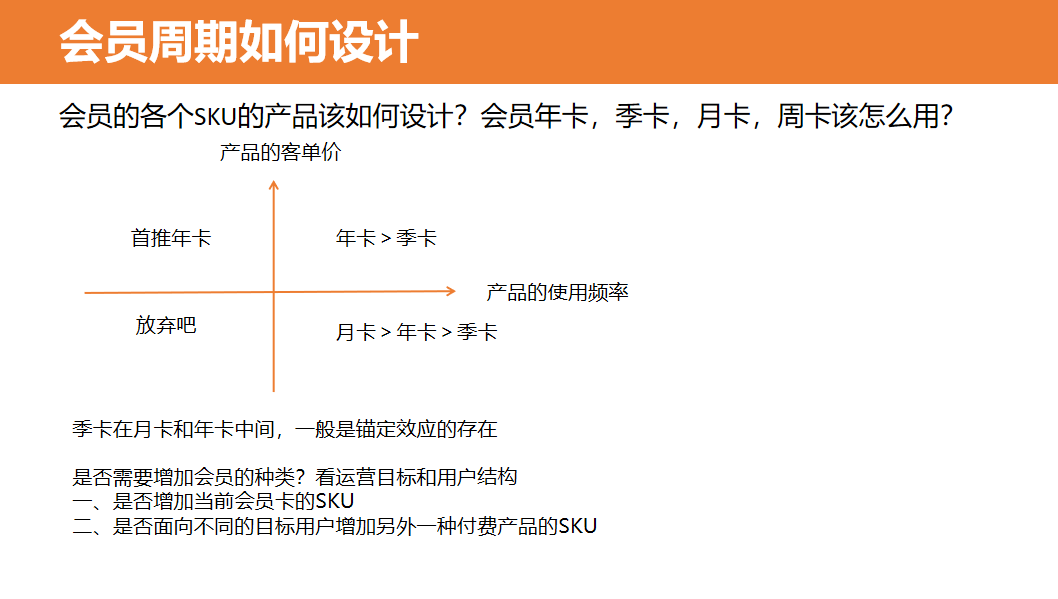 会员周期如何设计
会员的各个SKU的产品该如何设计？会员年卡，季卡，月卡，周卡该怎么用？
产品的客单价
首推年卡
年卡＞季卡
产品的使用频率
放弃吧
月卡＞年卡＞季卡
季卡在月卡和年卡中间，一般是锚定效应的存在
是否需要增加会员的种类？看运营目标和用户结构
一、是否增加当前会员卡的SKU
二、是否面向不同的目标用户增加另外一种付费产品的SKU